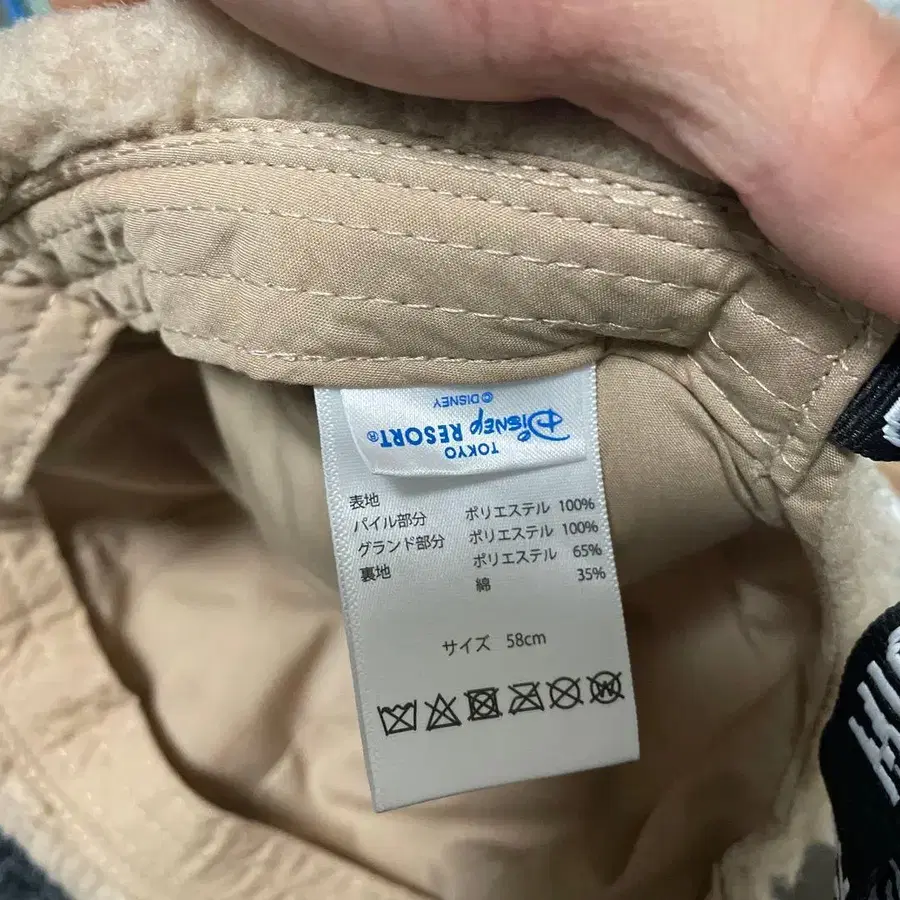 © DISNEY
TOKYO
Disney RESORT®
表地
パイル部分 ポリエステル 100%
グランド部分 ポリエステル 100%
裏地 ポリエステル 65%
綿 35%
サイズ 58cm